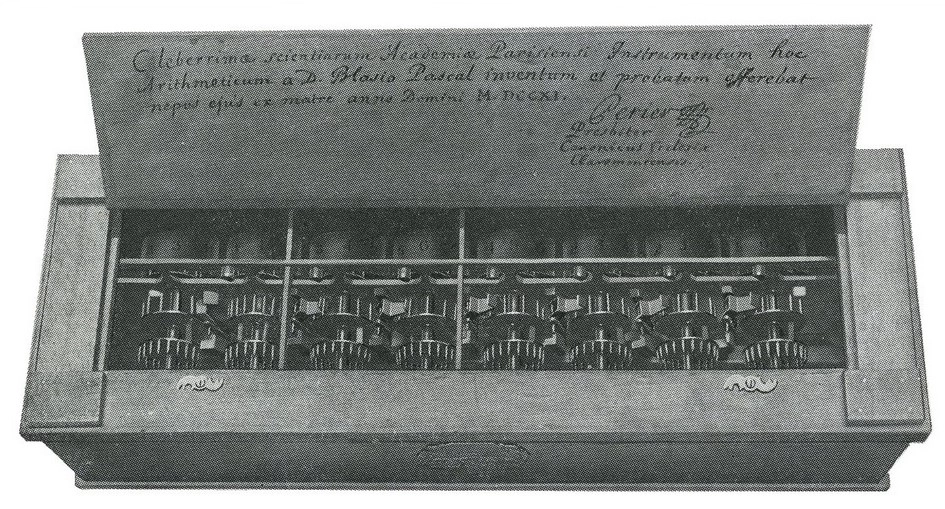 Celeberrimæ scientiarum Academiæ Parisiensi Instrumentum hoc
Arithmeticum a D. Blasio Pascal inventum et probatum offerebat
nepos ejus ex matre anno Domini M.DCCXI.
Perier
Presbiter
Canonicus Ecclesiæ
Claromontensis.